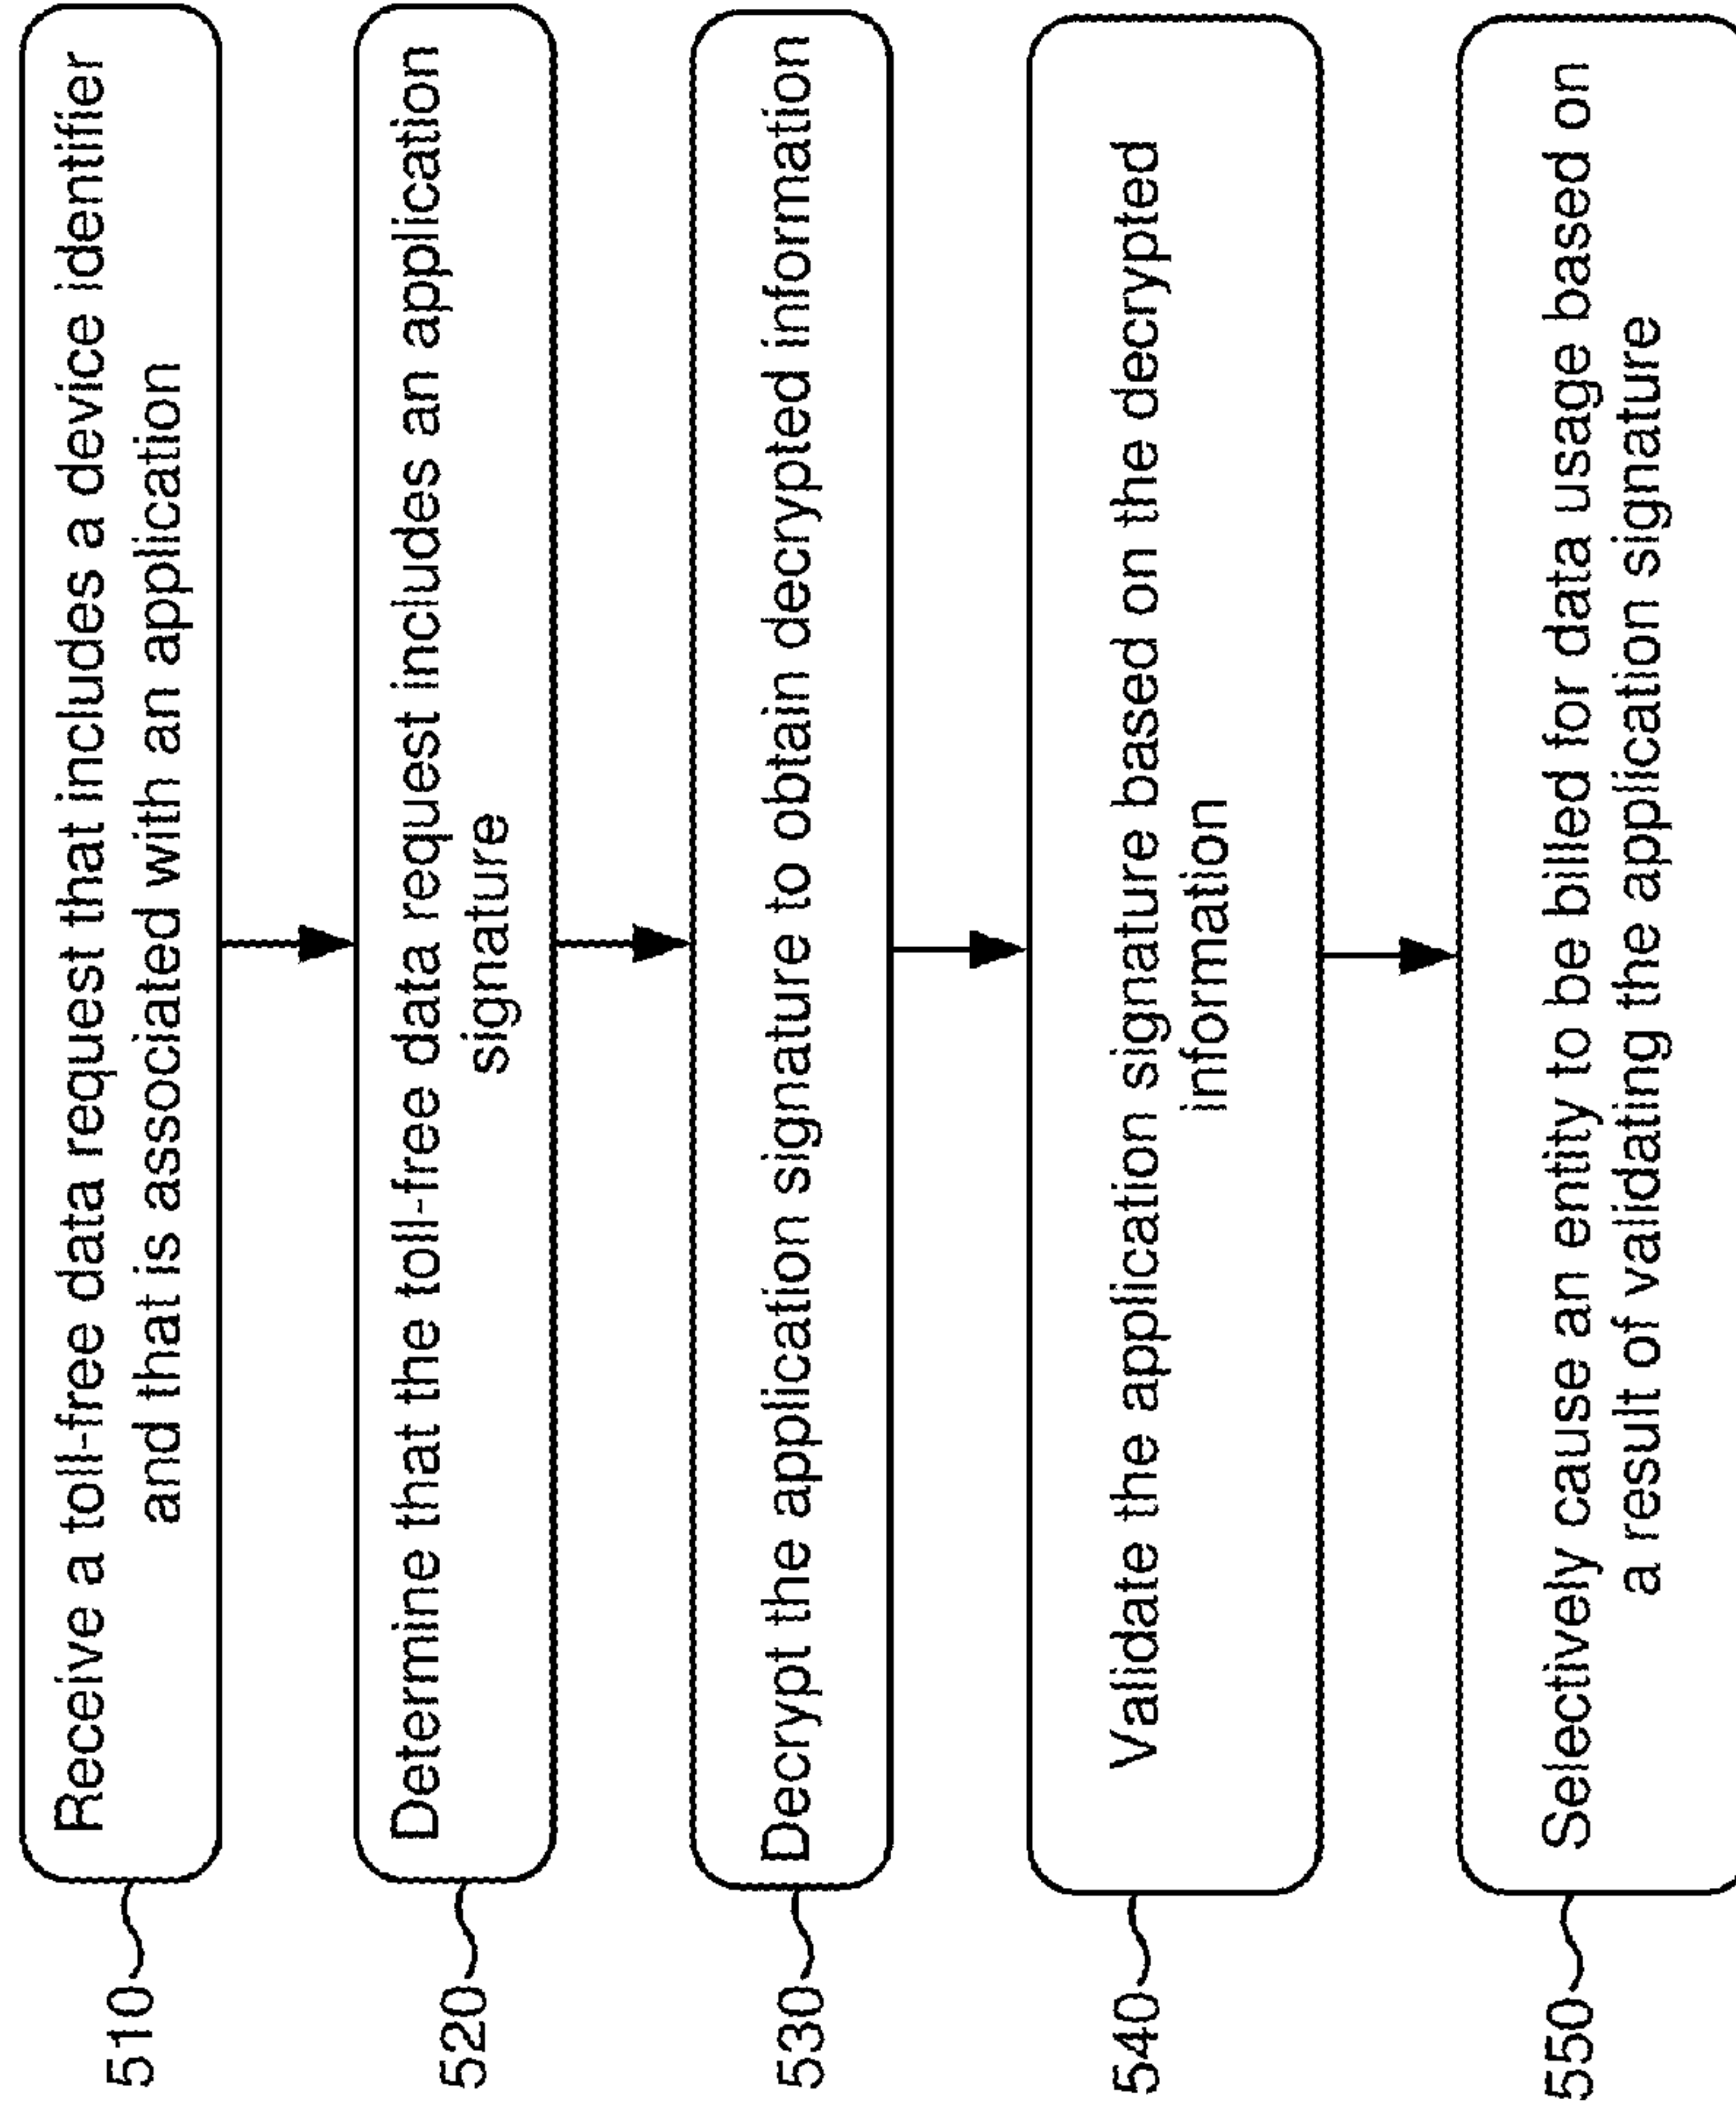 510
Receive a toll-free data request that includes a device identifier
and that is associated with an application
520
Determine that the toll-free data request includes an application
signature
530
Decrypt the application signature to obtain decrypted information
540
Validate the application signature based on the decrypted
information
550
Selectively cause an entity to be billed for data usage based on
a result of validating the application signature